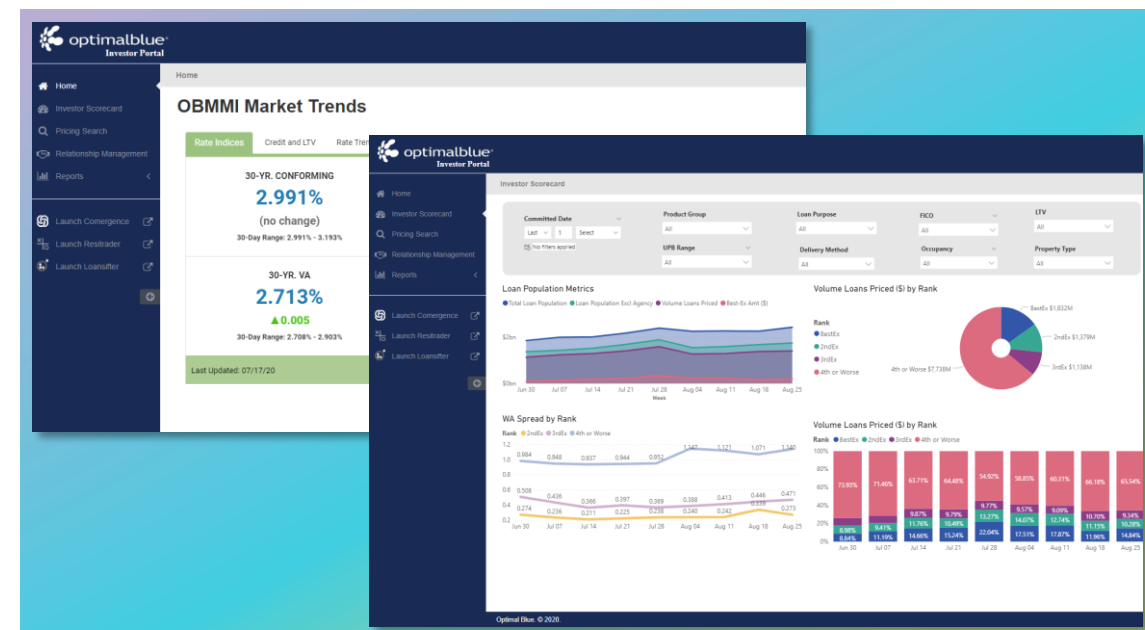 optimalblue
Investor Portal
Home
Investor Scorecard
Pricing Search
Relationship Management
Reports
Launch Comergence
Launch Resitrader
Launch Loansifter
Home
OBMMI Market Trends
Rate Indices Credit and LTV Rate Tren
30-YR. CONFORMING
2.991%
(no change)
30-Day Range: 2.991% - 3.193%
30-YR. VA
2.713%
▲0.005
30-Day Range: 2.708% - 2.903%
Last Updated: 07/17/20
optimalblue
Investor Portal
Home
Investor Scorecard
Pricing Search
Relationship Management
Reports
Launch Comergence
Launch Resitrader
Launch Loansifter
Investor Scorecard
Committed Date Product Group Loan Purpose FICO LTV
Last 1 Select All All All All
No filters applied
UPB Range Delivery Method Occupancy Property Type
All All All All
Loan Population Metrics
Total Loan Population Loan Population Excl Agency Volume Loans Priced Best-Ex Amt ($)
$2bn
$0bn
Jun 30 Jul 07 Jul 14 Jul 21 Jul 28 Aug 04 Aug 11 Aug 18 Aug 25
Week
Volume Loans Priced ($) by Rank
Rank
BestEx
2ndEx
3rdEx
4th or Worse
BestEx $1,832M
2ndEx $1,379M
3rdEx $1,138M
4th or Worse $7,738M
WA Spread by Rank
Rank 2ndEx 3rdEx 4th or Worse
1.2
1.0
0.8
0.6
0.4
0.2
0.984 0.948 0.937 0.944 0.952 1.147 1.121 1.071 1.140
0.508 0.436 0.366 0.397 0.369 0.388 0.413 0.446 0.471
0.274 0.236 0.211 0.225 0.238 0.240 0.242 0.273
Jun 30 Jul 07 Jul 14 Jul 21 Jul 28 Aug 04 Aug 11 Aug 18 Aug 25
Volume Loans Priced ($) by Rank
Rank BestEx 2ndEx 3rdEx 4th or Worse
100%
80%
60%
40%
20%
0%
73.93% 71.46% 63.71% 64.48% 54.92% 58.85% 60.31% 66.18% 65.54%
9.87% 9.79% 9.77% 9.57% 9.09% 10.70% 9.34%
8.98% 9.41% 11.76% 10.49% 13.27% 14.07% 12.74% 11.15% 10.28%
8.84% 11.19% 14.66% 15.24% 22.04% 17.51% 17.87% 11.96% 14.84%
Jun 30 Jul 07 Jul 14 Jul 21 Jul 28 Aug 04 Aug 11 Aug 18 Aug 25
Optimal Blue. © 2020.